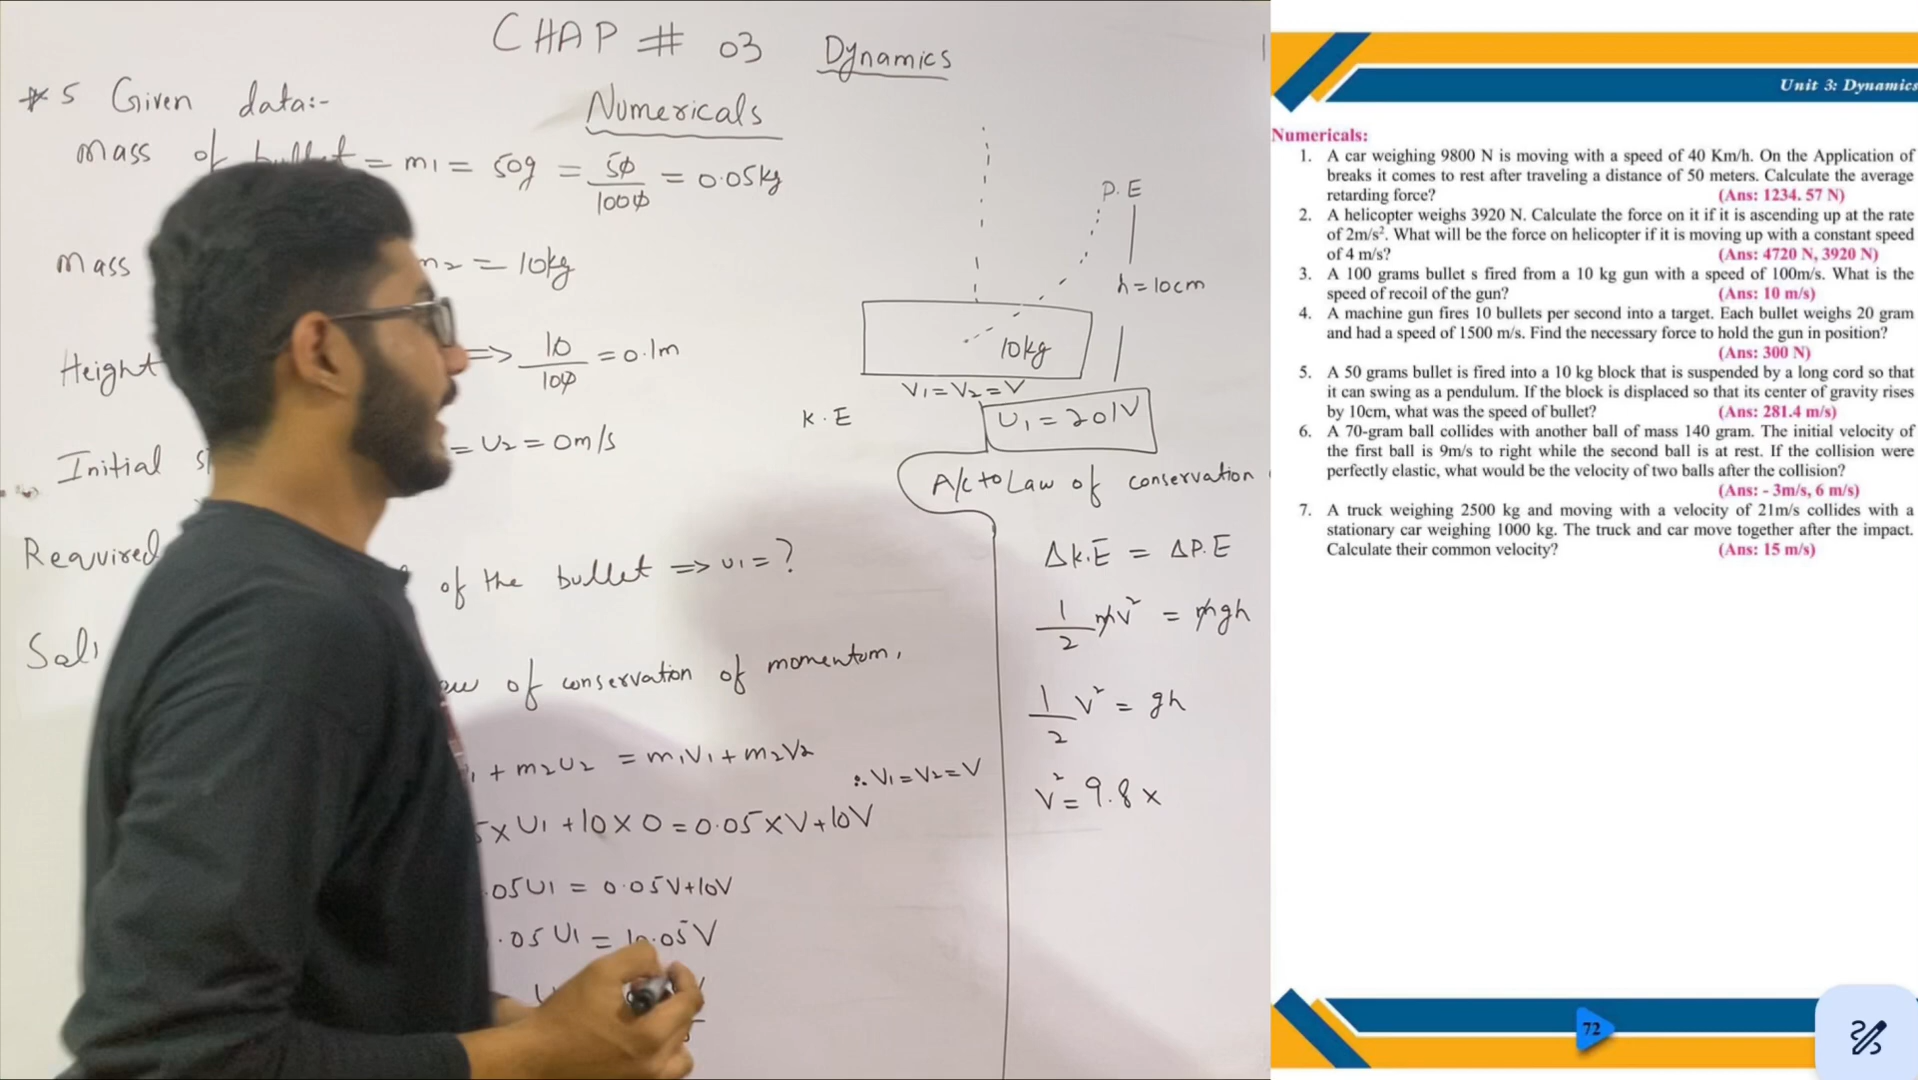 CHAP # 03 Dynamics
Numericals
* 5 Given data:-
Mass of bullet = m1 = 50g = 50/1000 = 0.05kg
Mass m2 = 10kg
Height => 10/100 = 0.1m
Initial = U2 = 0m/s
Required of the bullet => U1 = ?
Sol
of conservation of momentum,
+ m2U2 = m1V1 + m2V2
∴ V1 = V2 = V
x U1 + 10 x 0 = 0.05 x V + 10V
.05U1 = 0.05V + 10V
.05 U1 = 10.05 V
P.E
h = 10cm
10kg
V1 = V2 = V
K.E
U1 = 201V
A/c to Law of conservation
ΔK.E = ΔP.E
1/2 mv² = mgh
1/2 v² = gh
v² = 9.8 x
Unit 3: Dynamics
Numericals:
1. A car weighing 9800 N is moving with a speed of 40 Km/h. On the Application of
breaks it comes to rest after traveling a distance of 50 meters. Calculate the average
retarding force? (Ans: 1234. 57 N)
2. A helicopter weighs 3920 N. Calculate the force on it if it is ascending up at the rate
of 2m/s². What will be the force on helicopter if it is moving up with a constant speed
of 4 m/s? (Ans: 4720 N, 3920 N)
3. A 100 grams bullet s fired from a 10 kg gun with a speed of 100m/s. What is the
speed of recoil of the gun? (Ans: 10 m/s)
4. A machine gun fires 10 bullets per second into a target. Each bullet weighs 20 gram
and had a speed of 1500 m/s. Find the necessary force to hold the gun in position?
(Ans: 300 N)
5. A 50 grams bullet is fired into a 10 kg block that is suspended by a long cord so that
it can swing as a pendulum. If the block is displaced so that its center of gravity rises
by 10cm, what was the speed of bullet? (Ans: 281.4 m/s)
6. A 70-gram ball collides with another ball of mass 140 gram. The initial velocity of
the first ball is 9m/s to right while the second ball is at rest. If the collision were
perfectly elastic, what would be the velocity of two balls after the collision?
(Ans: - 3m/s, 6 m/s)
7. A truck weighing 2500 kg and moving with a velocity of 21m/s collides with a
stationary car weighing 1000 kg. The truck and car move together after the impact.
Calculate their common velocity? (Ans: 15 m/s)
72